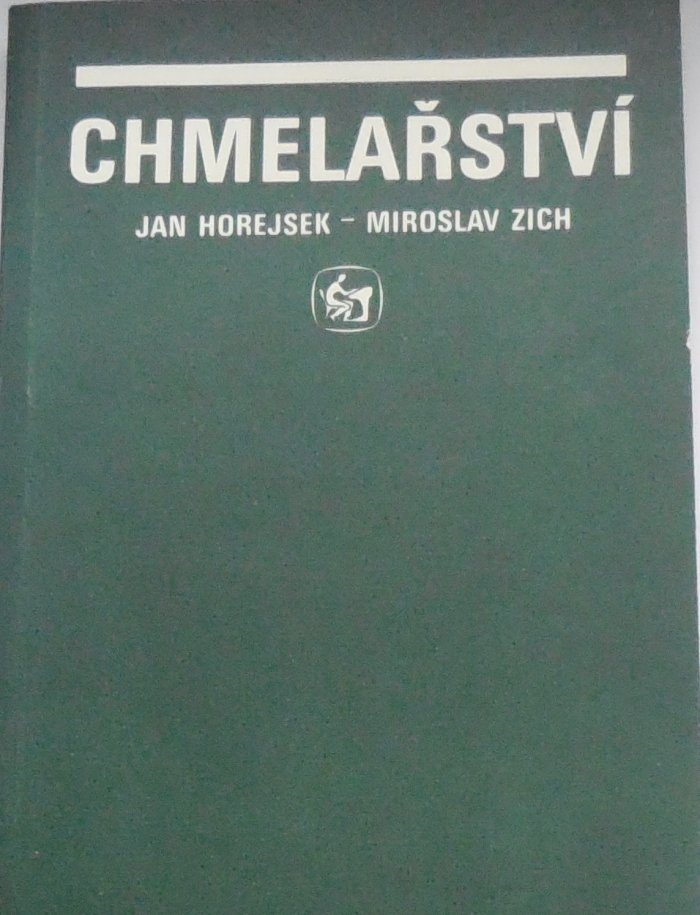 CHMELAŘSTVÍ
JAN HOREJSEK – MIROSLAV ZICH